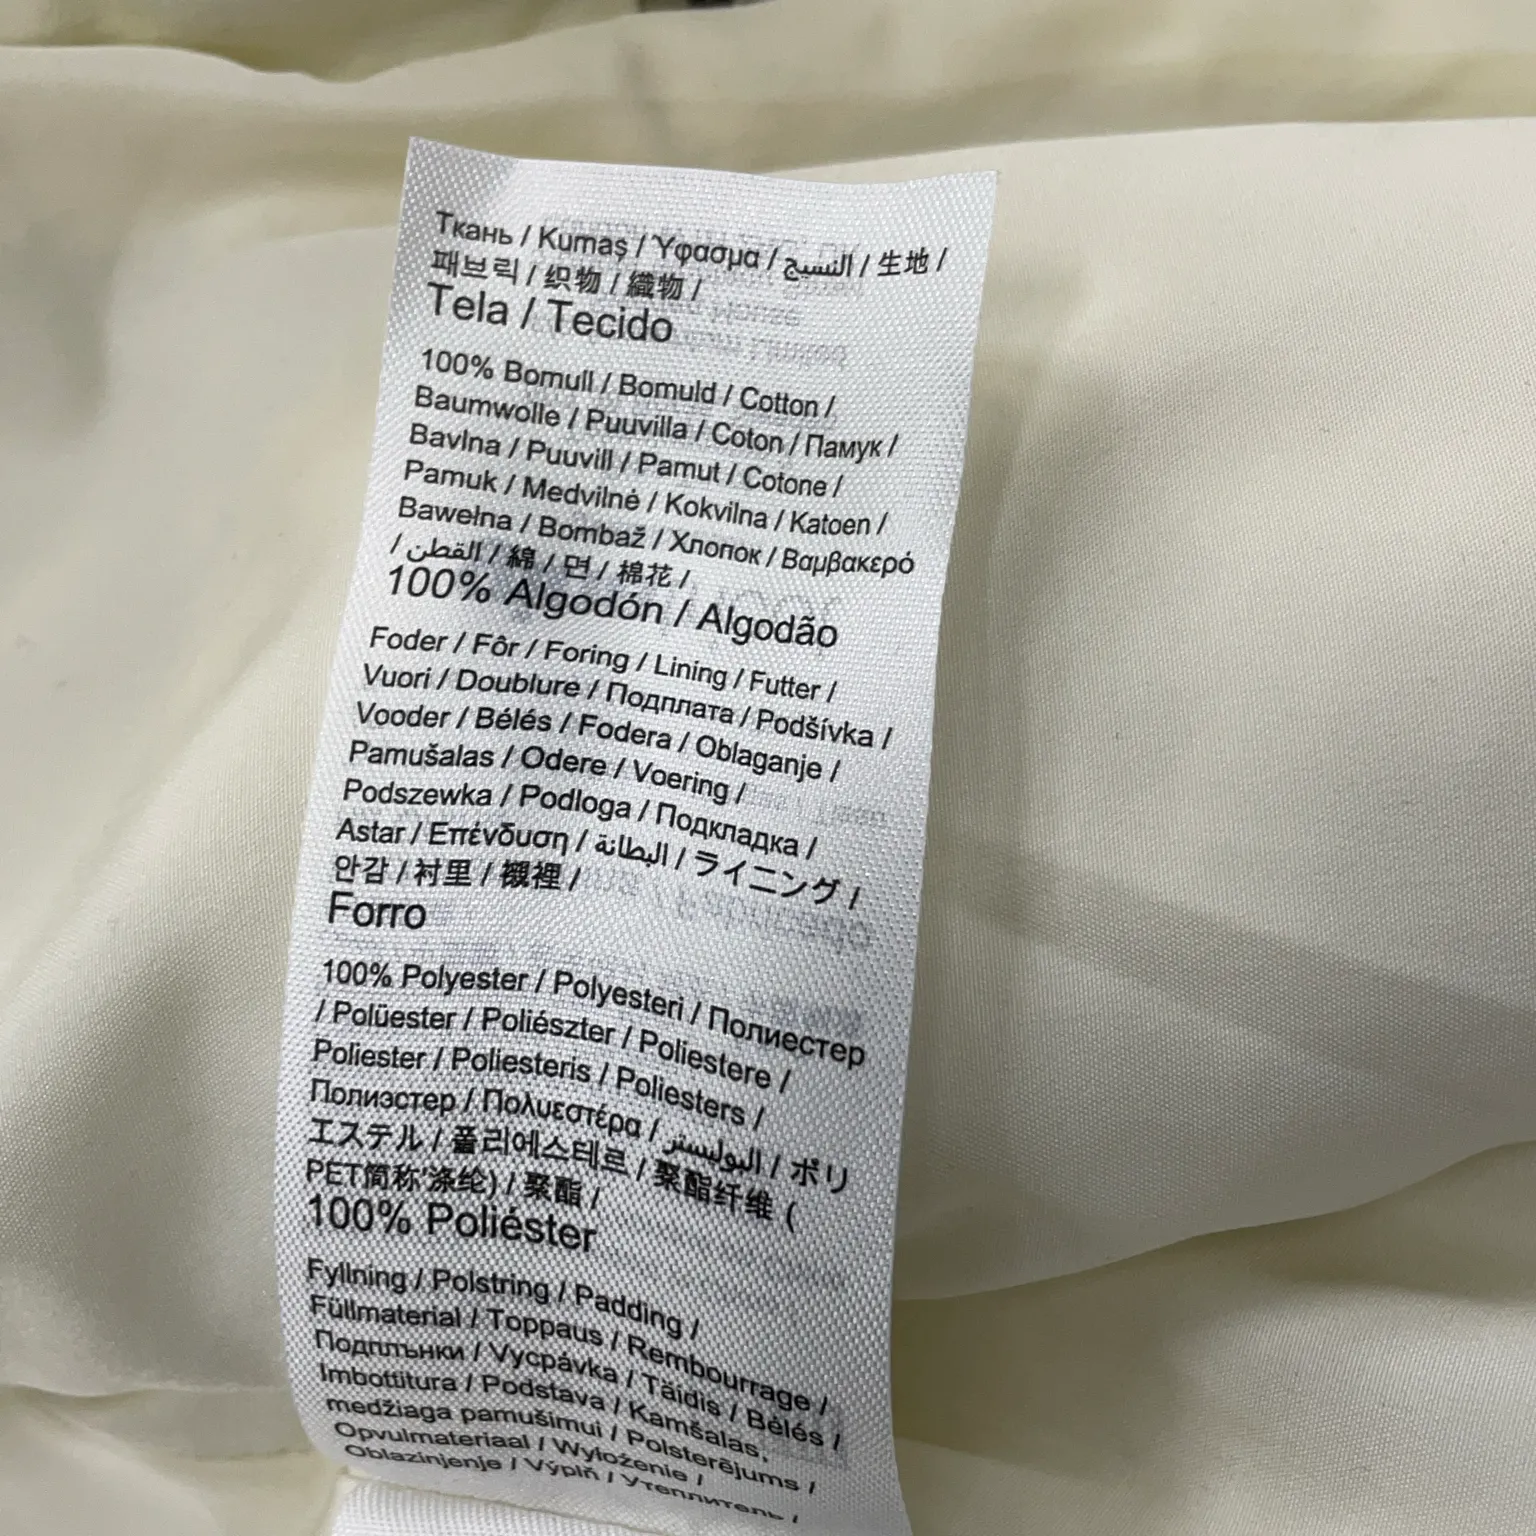 Ткань / Kumaş / Ύφασμα / النسيج / 生地 /
패브릭 / 织物 / 織物 /
Tela / Tecido
100% Bomull / Bomuld / Cotton /
Baumwolle / Puuvilla / Coton / Памук /
Bavlna / Puuvill / Pamut / Cotone /
Pamuk / Medvilnė / Kokvilna / Katoen /
Bawełna / Bombaž / Хлопок / Βαμβακερό
/ القطن / 綿 / 면 / 棉花 /
100% Algodón / Algodão
Foder / Fôr / Foring / Lining / Futter /
Vuori / Doublure / Подплата / Podšívka /
Vooder / Bélés / Fodera / Oblaganje /
Pamušalas / Odere / Voering /
Podszewka / Podloga / Подкладка /
Astar / Επένδυση / البطانة / ライニング /
안감 / 衬里 / 襯裡 /
Forro
100% Polyester / Polyesteri / Полиестер
/ Polüester / Poliészter / Poliestere /
Poliester / Poliesteris / Poliesters /
Полиэстер / Πολυεστέρα / البوليستر / ポリ
エステル / 폴리에스테르 / 聚酯纤维 (
PET简称'涤纶) / 聚酯 /
100% Poliéster
Fyllning / Polstring / Padding /
Füllmaterial / Toppaus / Rembourrage /
Подплънки / Vycpávka / Täidis / Bélés /
Imbottitura / Podstava / Kamšalas,
medžiaga pamušimui / Polsterējums /
Opvulmateriaal / Wyłożenie /
Oblazinjenje / Výplň / Утеплитель /